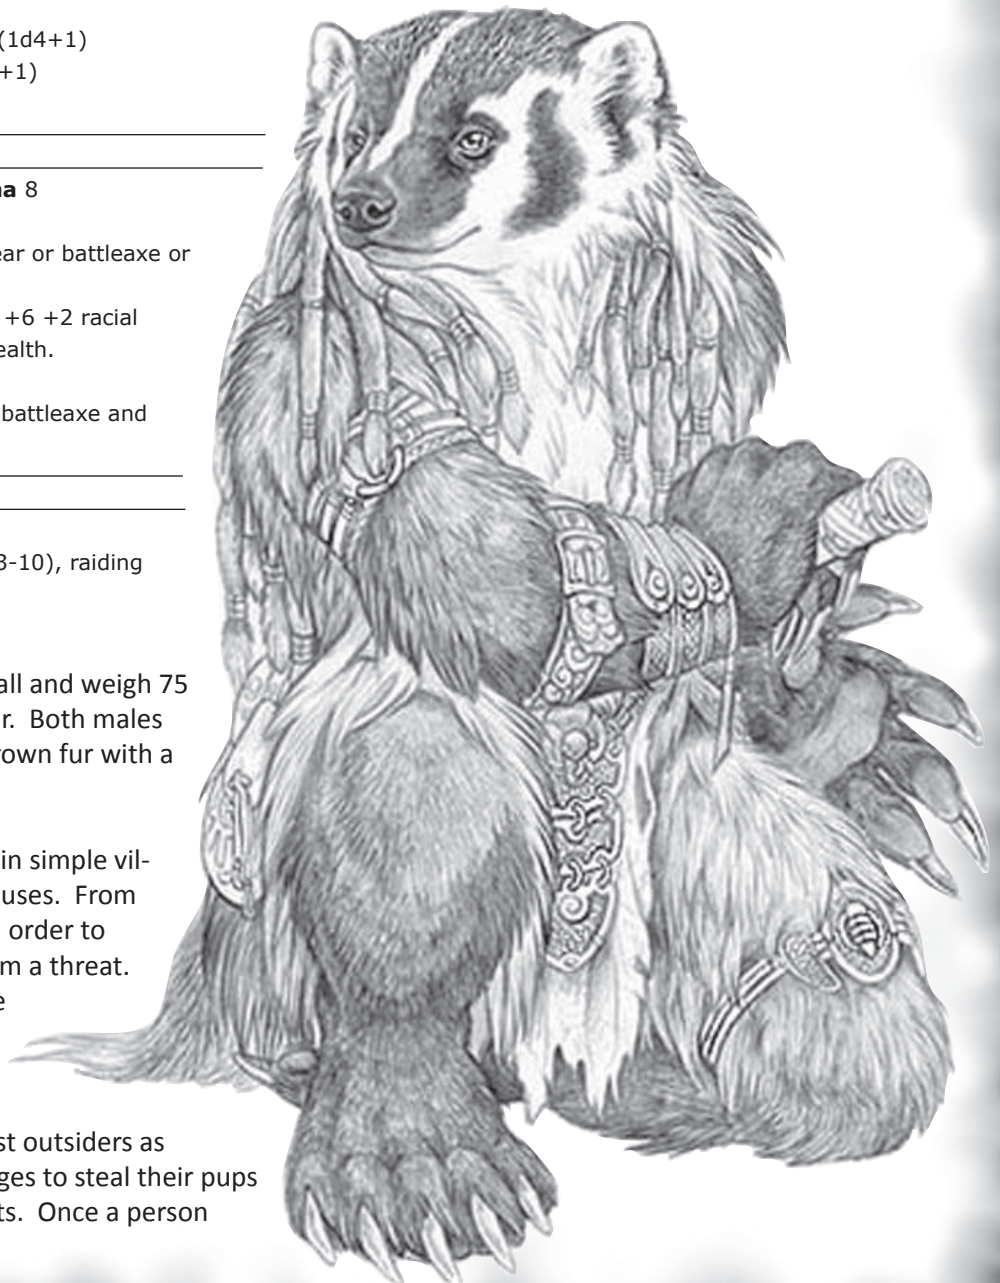 (1d4+1)
+1)
na 8
ear or battleaxe or
+6 +2 racial
ealth.
battleaxe and
3-10), raiding
all and weigh 75
r. Both males
rown fur with a
in simple vil-
uses. From
order to
m a threat.
e
st outsiders as
ges to steal their pups
ts. Once a person